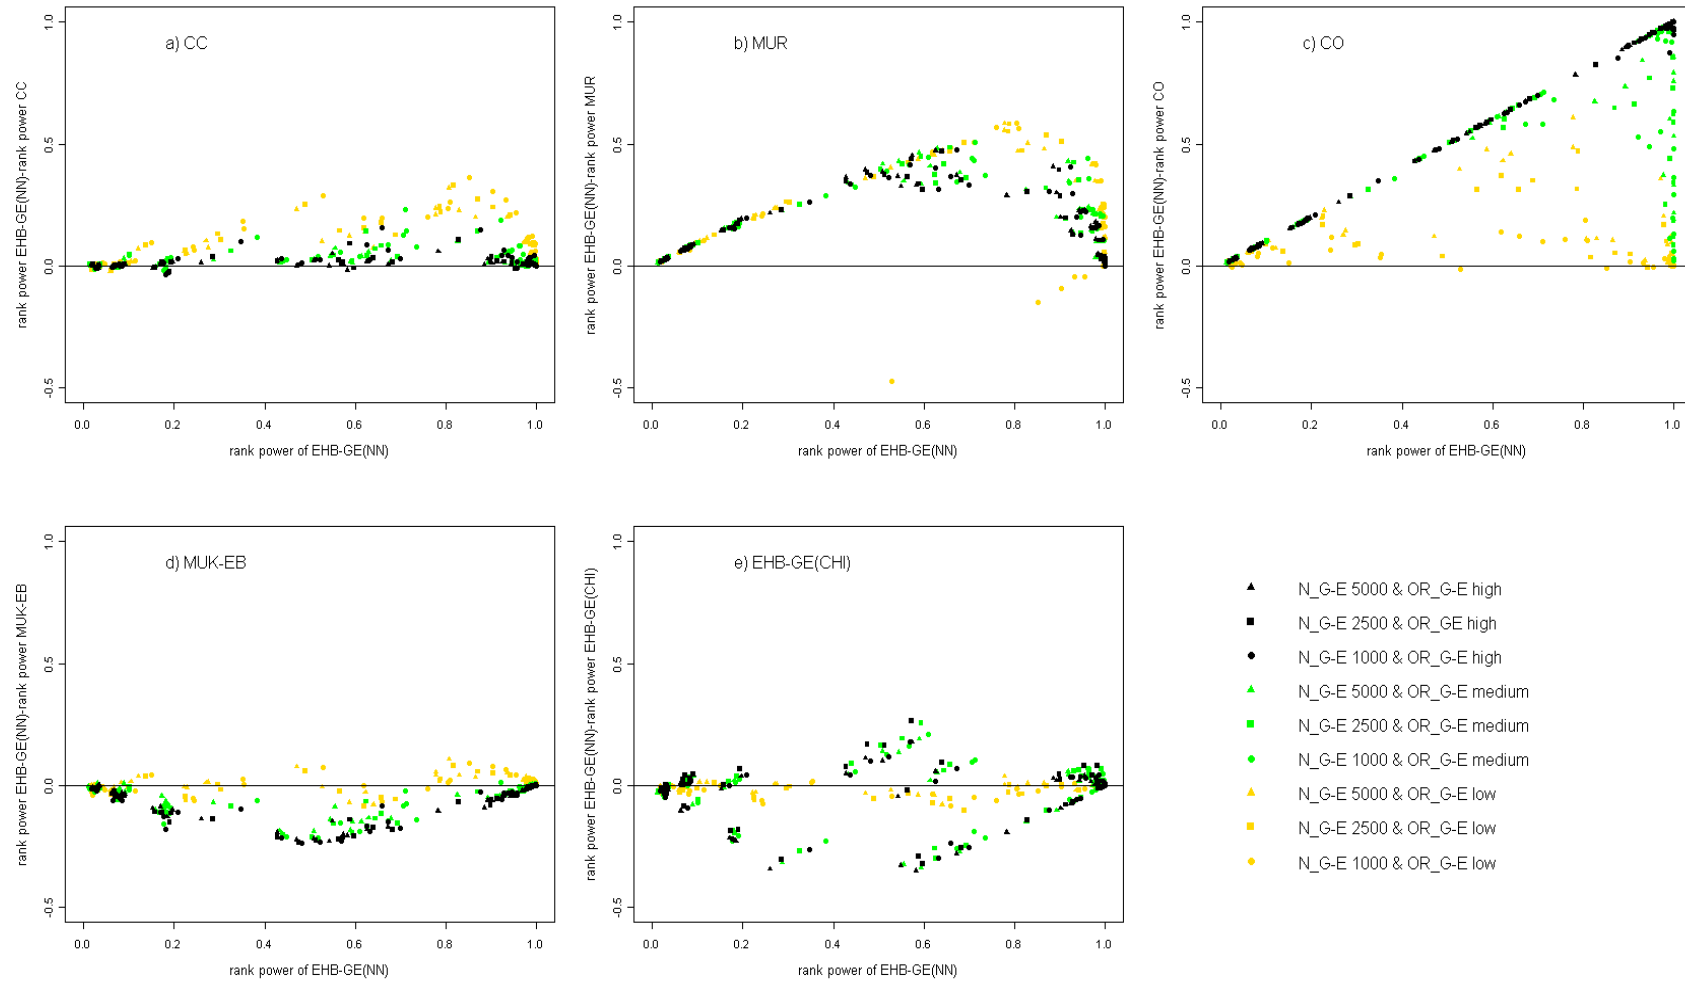 a) CC
rank power EHB-GE(NN)-rank power CC
1.0
0.5
0.0
-0.5
0.0 0.2 0.4 0.6 0.8 1.0
rank power of EHB-GE(NN)
b) MUR
rank power EHB-GE(NN)-rank power MUR
1.0
0.5
0.0
-0.5
0.0 0.2 0.4 0.6 0.8 1.0
rank power of EHB-GE(NN)
c) CO
rank power EHB-GE(NN)-rank power CO
1.0
0.5
0.0
-0.5
0.0 0.2 0.4 0.6 0.8 1.0
rank power of EHB-GE(NN)
d) MUK-EB
rank power EHB-GE(NN)-rank power MUK-EB
1.0
0.5
0.0
-0.5
0.0 0.2 0.4 0.6 0.8 1.0
rank power of EHB-GE(NN)
e) EHB-GE(CHI)
rank power EHB-GE(NN)-rank power EHB-GE(CHI)
1.0
0.5
0.0
-0.5
0.0 0.2 0.4 0.6 0.8 1.0
rank power of EHB-GE(NN)
N_G-E 5000 & OR_G-E high
N_G-E 2500 & OR_GE high
N_G-E 1000 & OR_G-E high
N_G-E 5000 & OR_G-E medium
N_G-E 2500 & OR_G-E medium
N_G-E 1000 & OR_G-E medium
N_G-E 5000 & OR_G-E low
N_G-E 2500 & OR_G-E low
N_G-E 1000 & OR_G-E low